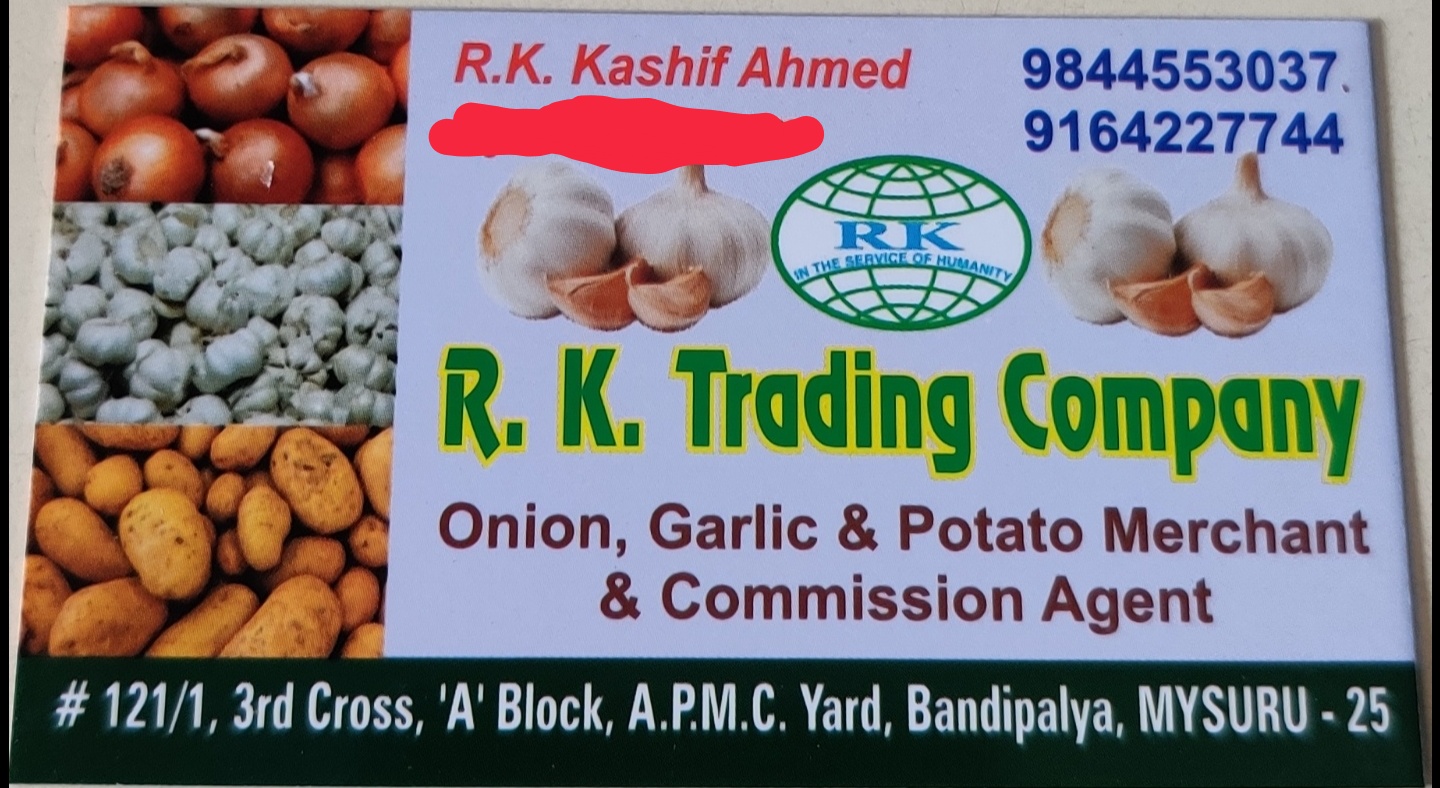 R.K. Kashif Ahmed
9844553037
9164227744
RK
IN THE SERVICE OF HUMANITY
R. K. Trading Company
Onion, Garlic & Potato Merchant
& Commission Agent
# 121/1, 3rd Cross, 'A' Block, A.P.M.C. Yard, Bandipalya, MYSURU - 25